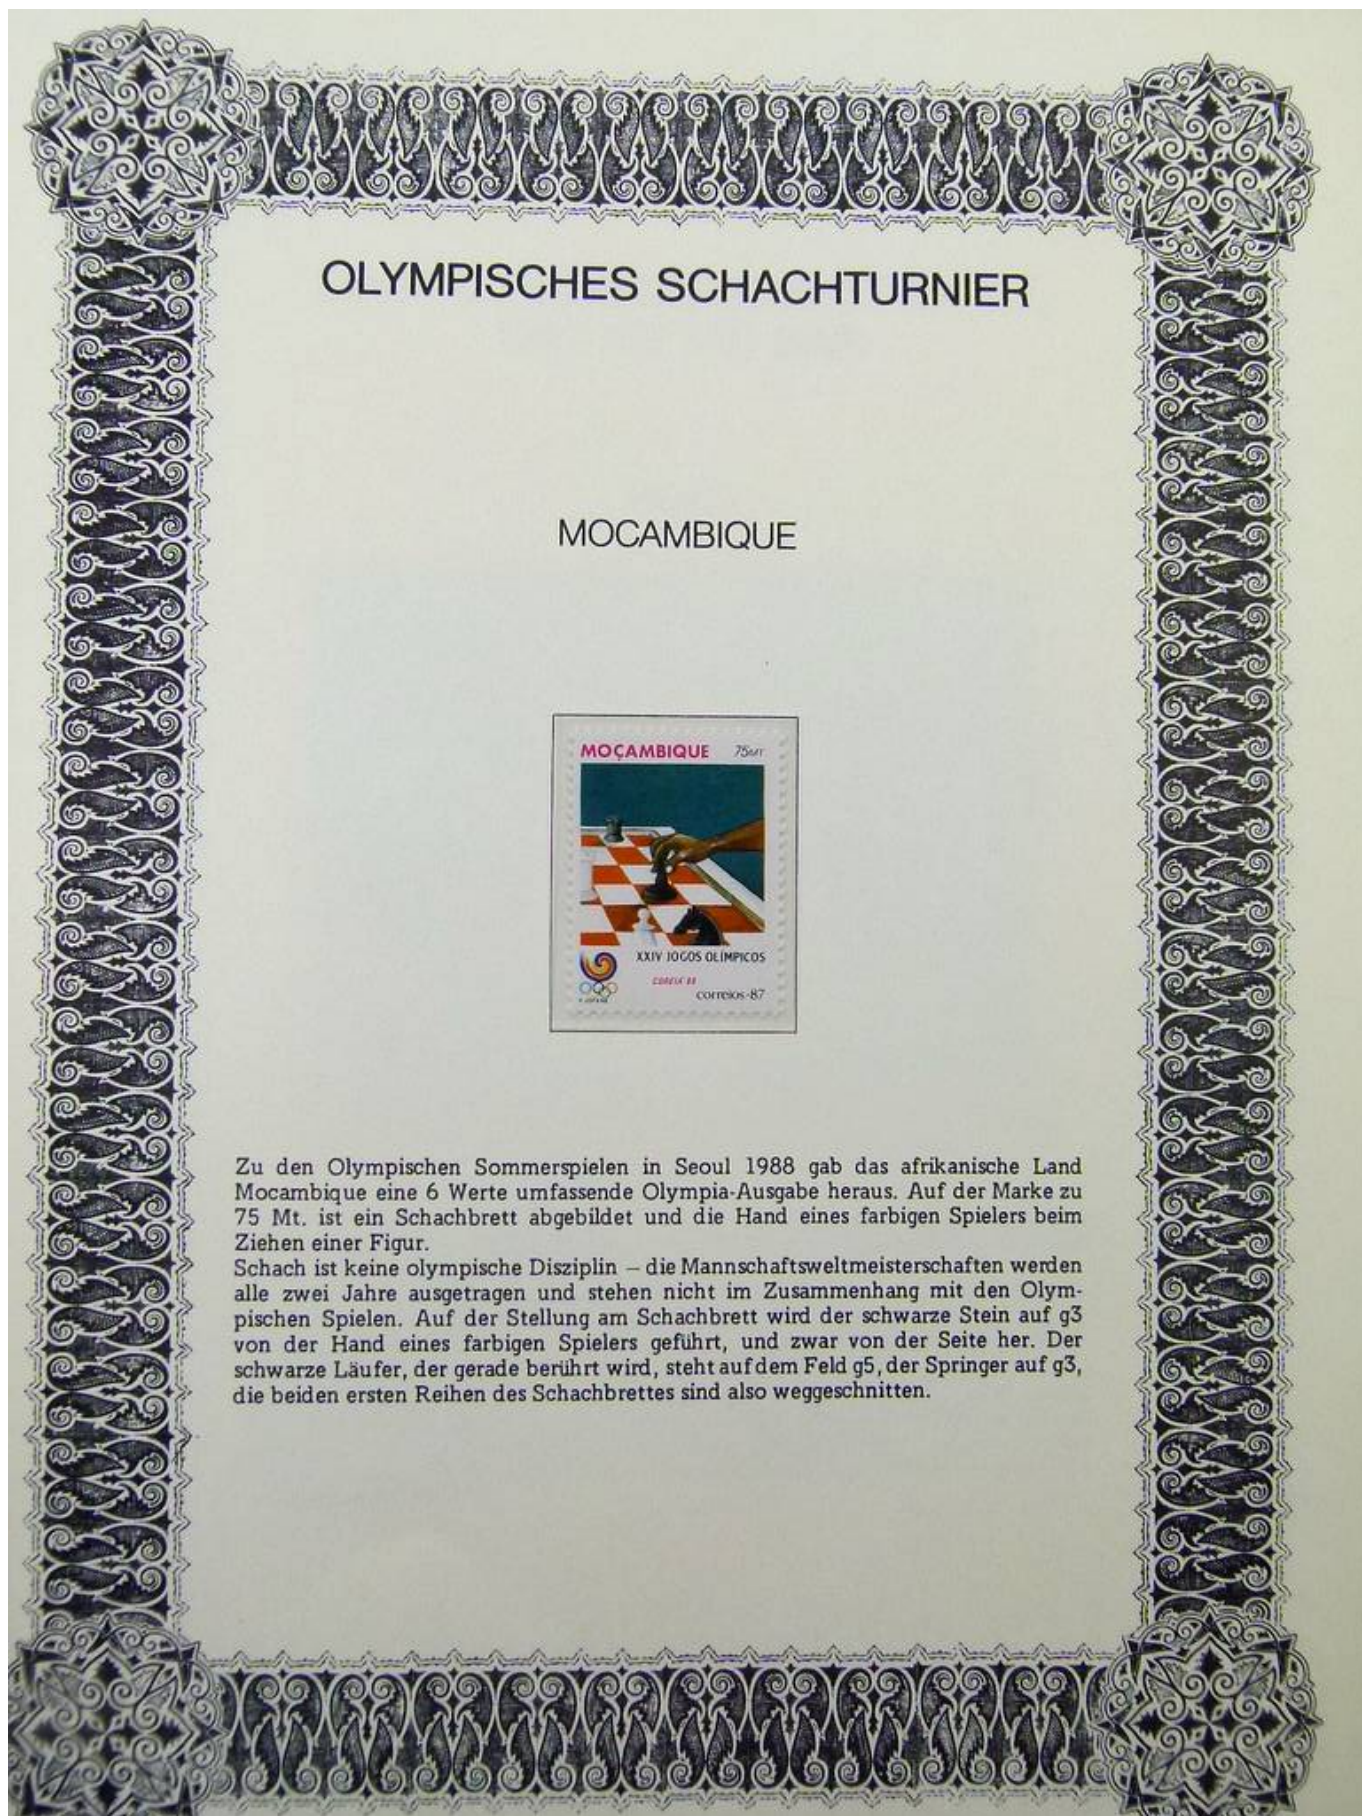 OLYMPISCHES SCHACHTURNIER
MOCAMBIQUE
MOÇAMBIQUE 75MT
XXIV JOGOS OLÍMPICOS
COREIA 88
correios-87
Zu den Olympischen Sommerspielen in Seoul 1988 gab das afrikanische Land
Mocambique eine 6 Werte umfassende Olympia-Ausgabe heraus. Auf der Marke zu
75 Mt. ist ein Schachbrett abgebildet und die Hand eines farbigen Spielers beim
Ziehen einer Figur.
Schach ist keine olympische Disziplin – die Mannschaftsweltmeisterschaften werden
alle zwei Jahre ausgetragen und stehen nicht im Zusammenhang mit den Olym-
pischen Spielen. Auf der Stellung am Schachbrett wird der schwarze Stein auf g3
von der Hand eines farbigen Spielers geführt, und zwar von der Seite her. Der
schwarze Läufer, der gerade berührt wird, steht auf dem Feld g5, der Springer auf g3,
die beiden ersten Reihen des Schachbrettes sind also weggeschnitten.